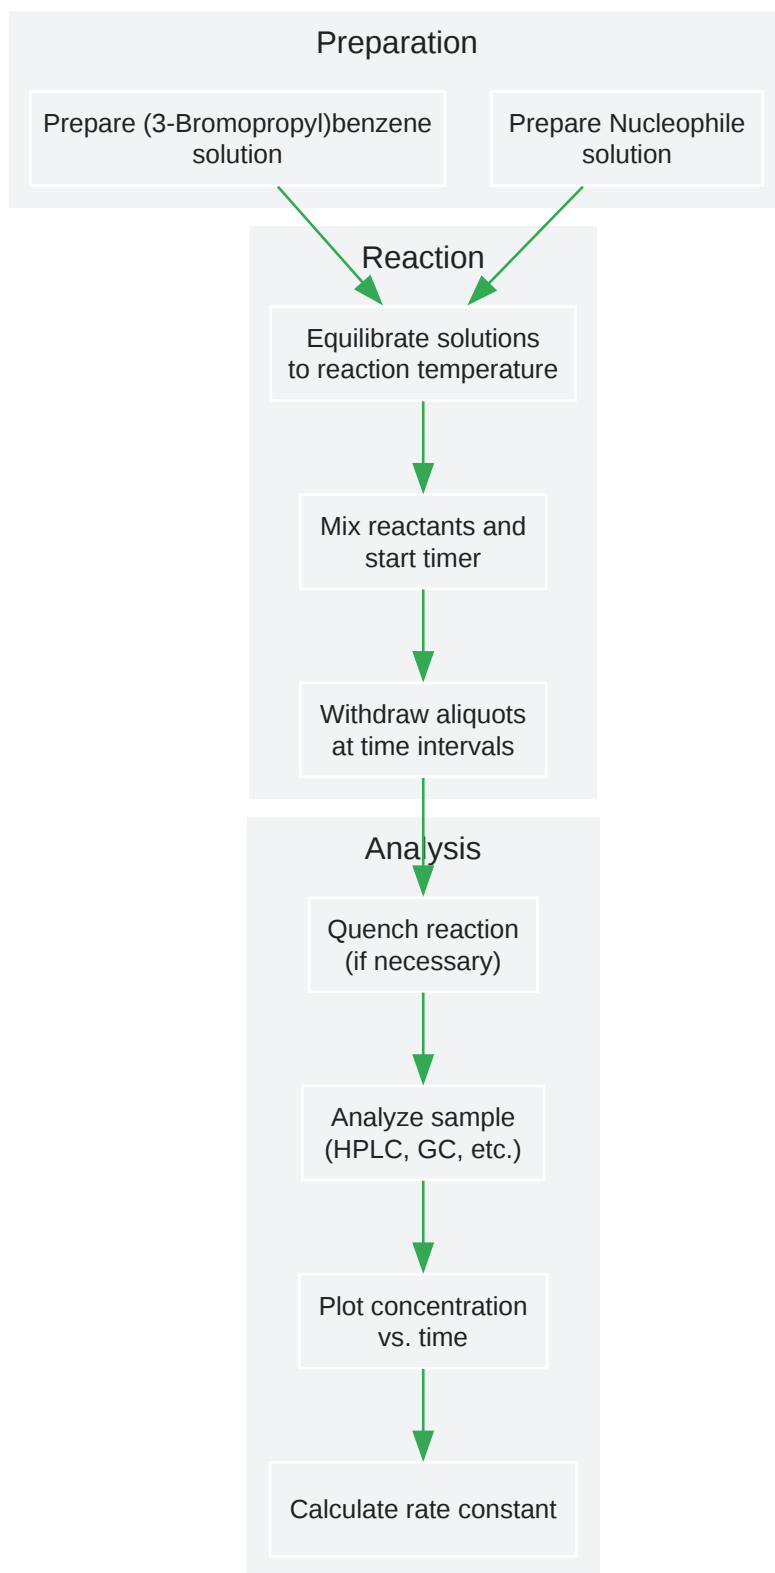 Preparation
Prepare (3-Bromopropyl)benzene
solution
Prepare Nucleophile
solution
Reaction
Equilibrate solutions
to reaction temperature
Mix reactants and
start timer
Withdraw aliquots
at time intervals
Analysis
Quench reaction
(if necessary)
Analyze sample
(HPLC, GC, etc.)
Plot concentration
vs. time
Calculate rate constant